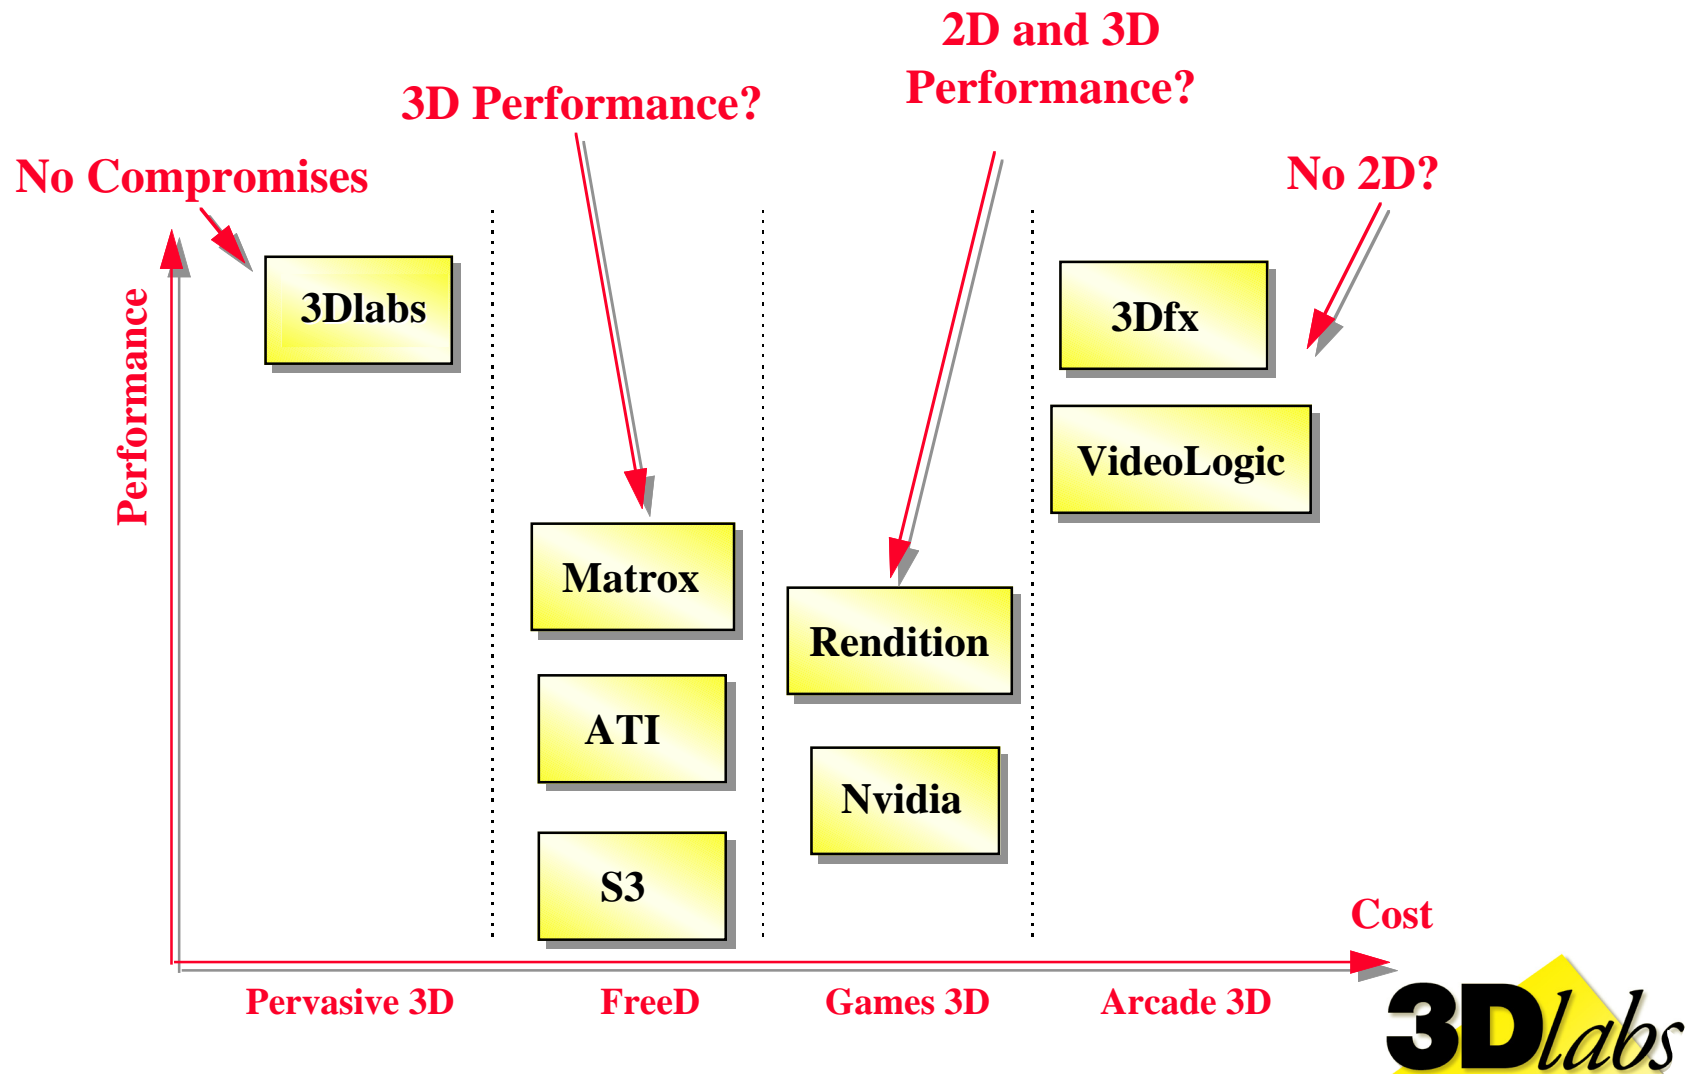 2D and 3D
Performance?
3D Performance?
No Compromises
No 2D?
Performance
3Dlabs
3Dfx
VideoLogic
Matrox
Rendition
ATI
Nvidia
S3
Cost
Pervasive 3D
FreeD
Games 3D
Arcade 3D
3Dlabs